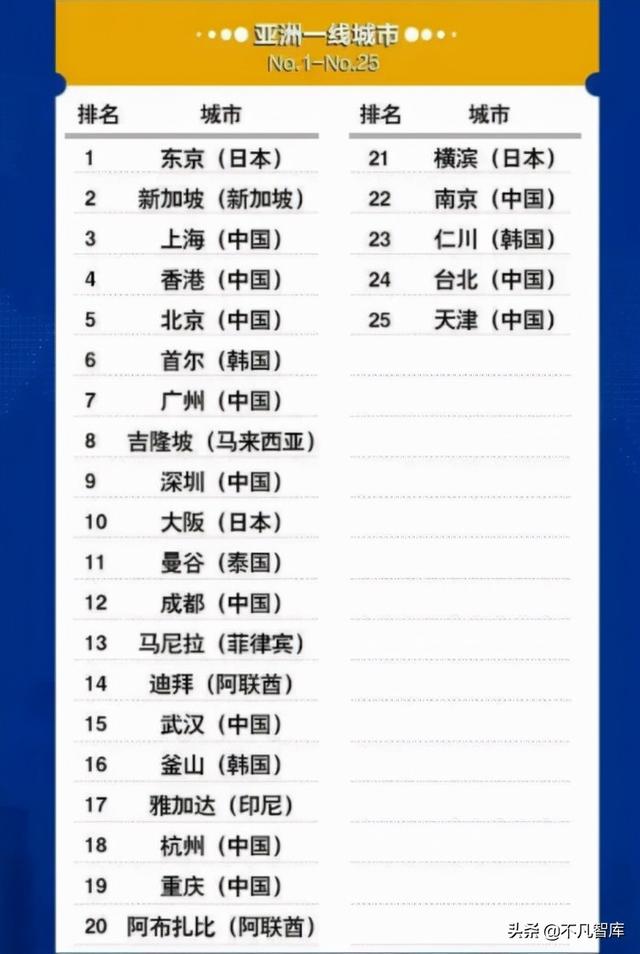 亚洲一线城市
No.1-No.25
排名 城市
1 东京（日本）
2 新加坡（新加坡）
3 上海（中国）
4 香港（中国）
5 北京（中国）
6 首尔（韩国）
7 广州（中国）
8 吉隆坡（马来西亚）
9 深圳（中国）
10 大阪（日本）
11 曼谷（泰国）
12 成都（中国）
13 马尼拉（菲律宾）
14 迪拜（阿联酋）
15 武汉（中国）
16 釜山（韩国）
17 雅加达（印尼）
18 杭州（中国）
19 重庆（中国）
20 阿布扎比（阿联酋）
排名 城市
21 横滨（日本）
22 南京（中国）
23 仁川（韩国）
24 台北（中国）
25 天津（中国）
头条 @不凡智库